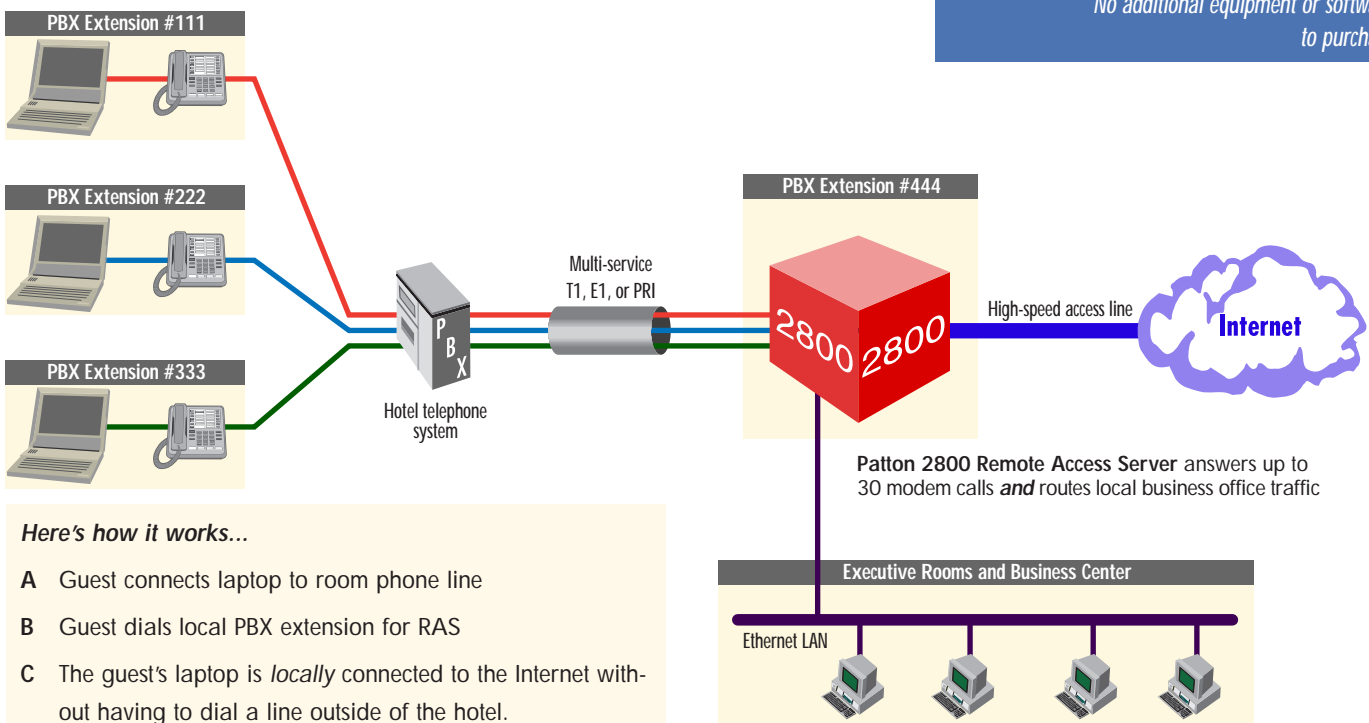 No additional equipment or
to
PBX Extension #111
PBX Extension #222
PBX Extension #333
PBX Extension #444
Multi-service
T1, E1, or PRI
PBX
Hotel telephone
system
2800 2800
High-speed access line
Internet
Patton 2800 Remote Access Server answers up to
30 modem calls and routes local business office traffic
Here's how it works...
A Guest connects laptop to room phone line
B Guest dials local PBX extension for RAS
C The guest's laptop is locally connected to the Internet with-
out having to dial a line outside of the hotel.
Executive Rooms and Business Center
Ethernet LAN